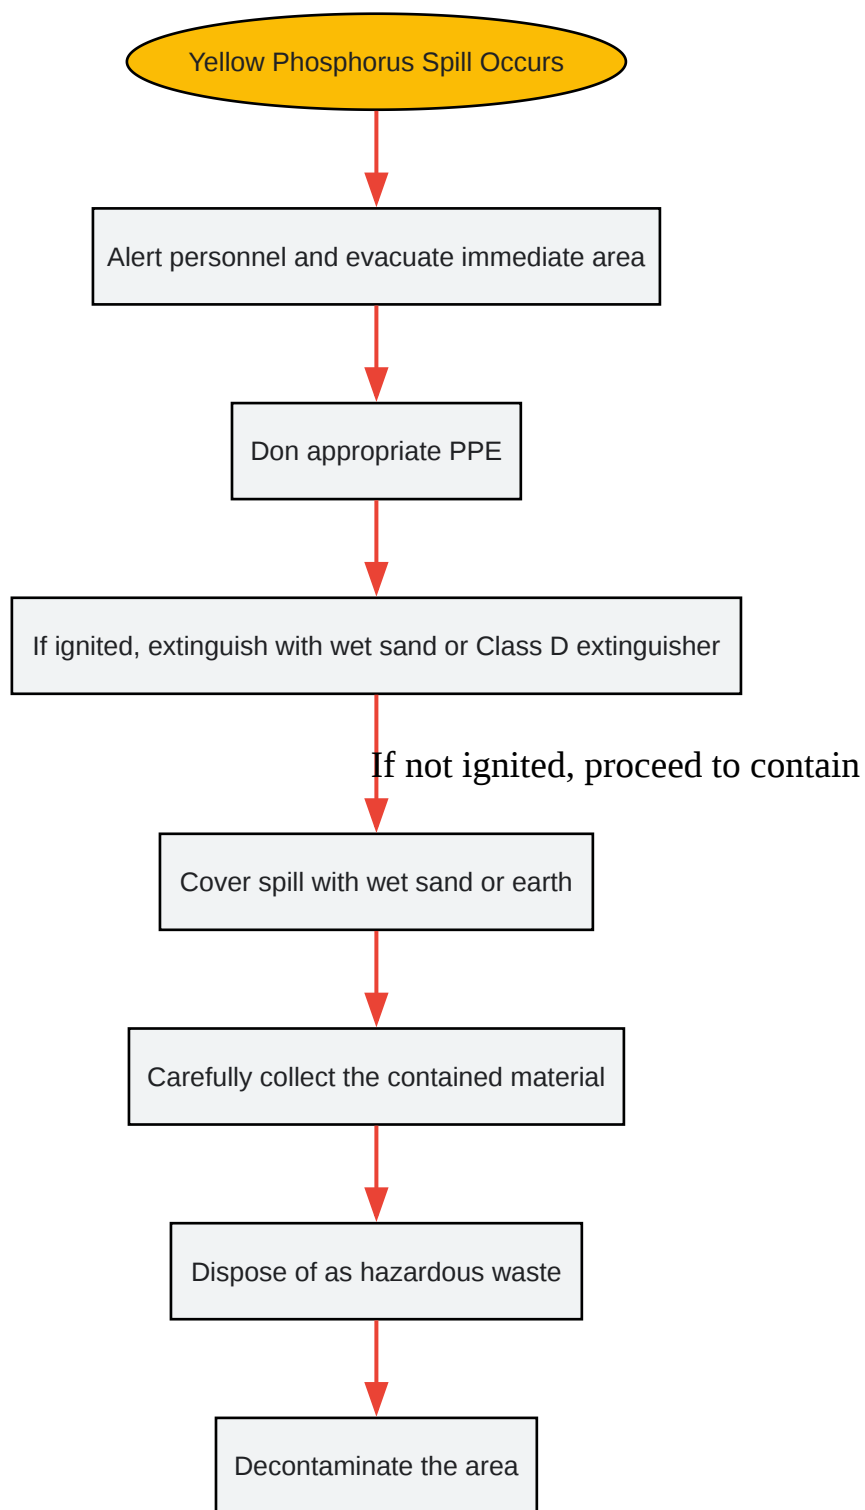 Yellow Phosphorus Spill Occurs
Alert personnel and evacuate immediate area
Don appropriate PPE
If ignited, extinguish with wet sand or Class D extinguisher
If not ignited, proceed to contain
Cover spill with wet sand or earth
Carefully collect the contained material
Dispose of as hazardous waste
Decontaminate the area